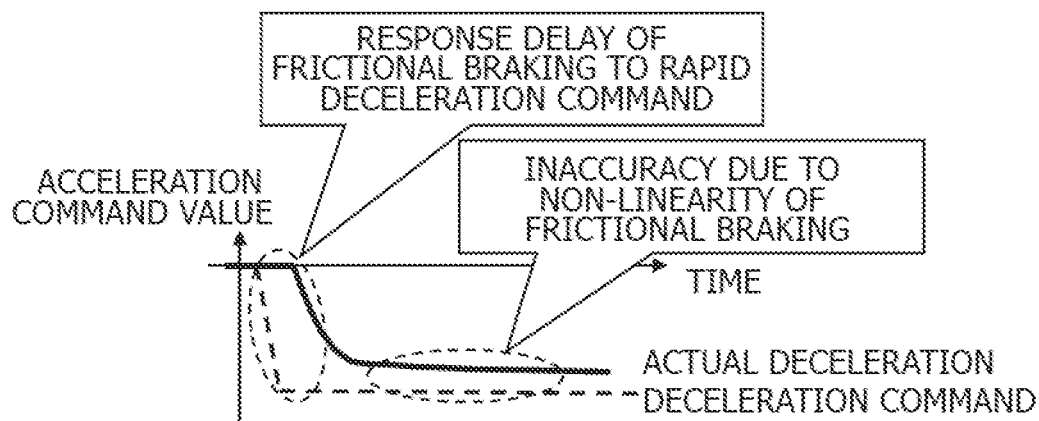 RESPONSE DELAY OF
FRICTIONAL BRAKING TO RAPID
DECELERATION COMMAND
INACCURACY DUE TO
NON-LINEARITY OF
FRICTIONAL BRAKING
ACCELERATION
COMMAND VALUE
TIME
ACTUAL DECELERATION
DECELERATION COMMAND